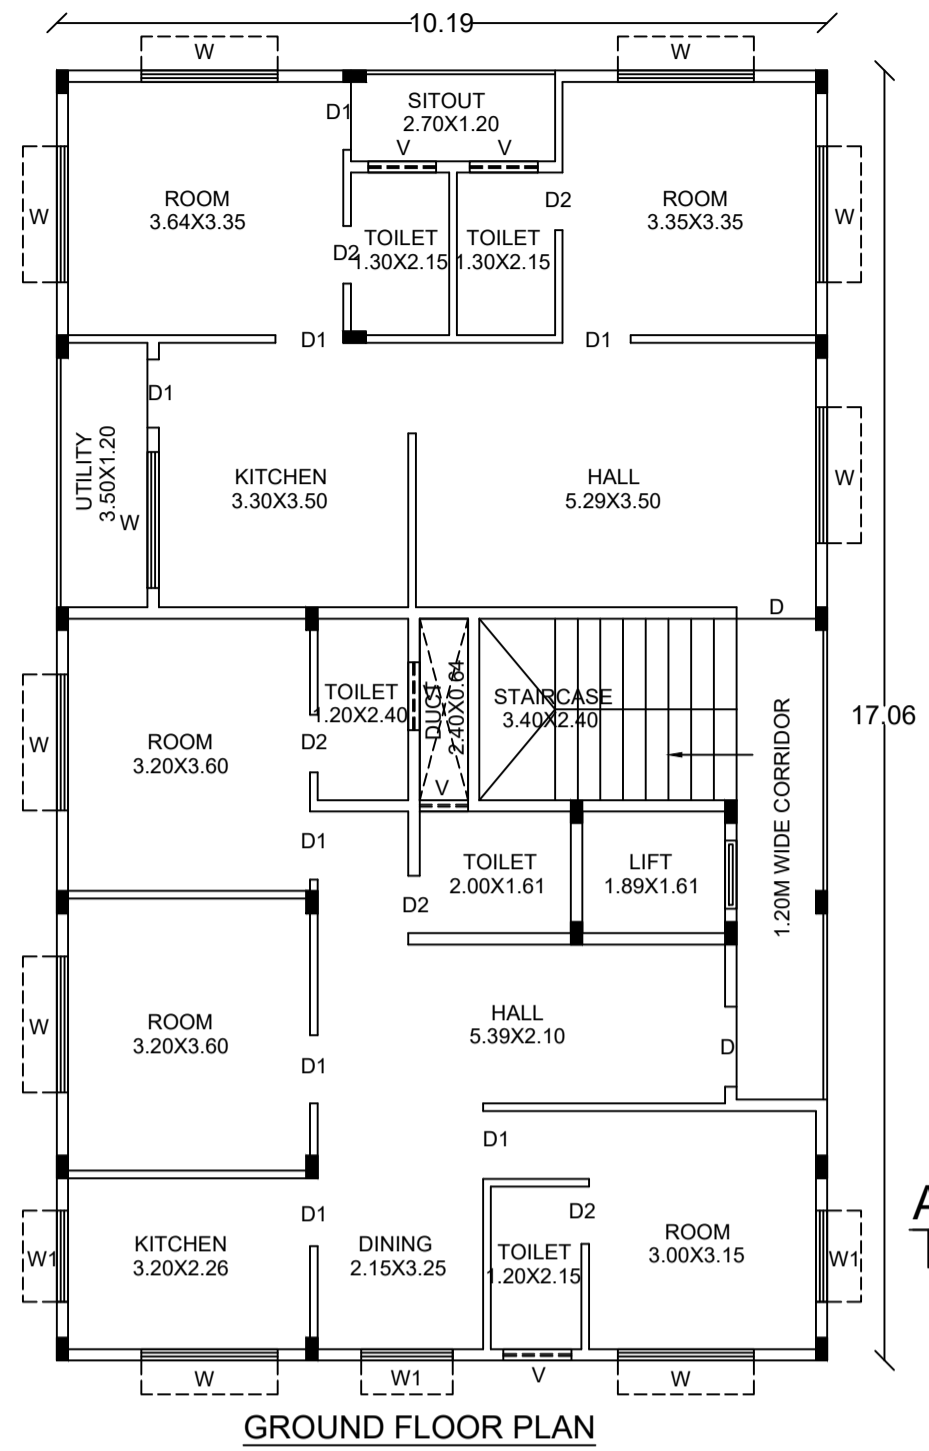 10.19
W
W
D1
SITOUT
2.70X1.20
V
V
W
ROOM
3.64X3.35
D2
TOILET
1.30X2.15
TOILET
1.30X2.15
D2
ROOM
3.35X3.35
W
D1
D1
D1
UTILITY
3.50X1.20
W
KITCHEN
3.30X3.50
HALL
5.29X3.50
W
D
W
ROOM
3.20X3.60
TOILET
1.20X2.40
D2
DUCT
2.40X0.64
V
STAIRCASE
3.40X2.40
1.20M WIDE CORRIDOR
17.06
D1
TOILET
2.00X1.61
LIFT
1.89X1.61
D2
W
ROOM
3.20X3.60
HALL
5.39X2.10
D
D1
D1
D1
D2
W1
KITCHEN
3.20X2.26
DINING
2.15X3.25
TOILET
1.20X2.15
ROOM
3.00X3.15
W1
W
W1
V
W
GROUND FLOOR PLAN